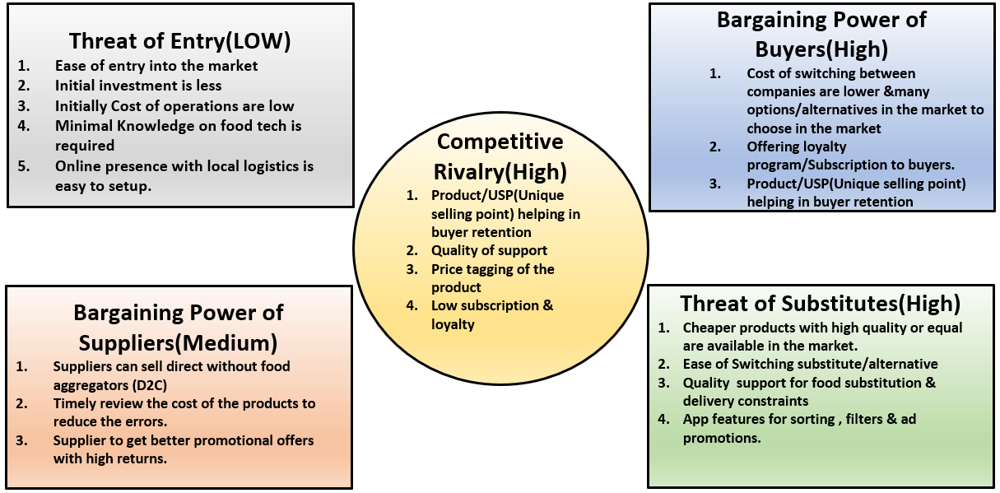 Threat of Entry(LOW)
1. Ease of entry into the market
2. Initial investment is less
3. Initially Cost of operations are low
4. Minimal Knowledge on food tech is
required
5. Online presence with local logistics is
easy to setup.
Bargaining Power of
Buyers(High)
1. Cost of switching between
companies are lower &many
options/alternatives in the market to
choose in the market
2. Offering loyalty
program/Subscription to buyers.
3. Product/USP(Unique selling point)
helping in buyer retention
Competitive
Rivalry(High)
1. Product/USP(Unique
selling point) helping in
buyer retention
2. Quality of support
3. Price tagging of the
product
4. Low subscription &
loyalty
Bargaining Power of
Suppliers(Medium)
1. Suppliers can sell direct without food
aggregators (D2C)
2. Timely review the cost of the products to
reduce the errors.
3. Supplier to get better promotional offers
with high returns.
Threat of Substitutes(High)
1. Cheaper products with high quality or equal
are available in the market.
2. Ease of Switching substitute/alternative
3. Quality  support for food substitution &
delivery constraints
4. App features for sorting , filters & ad
promotions.